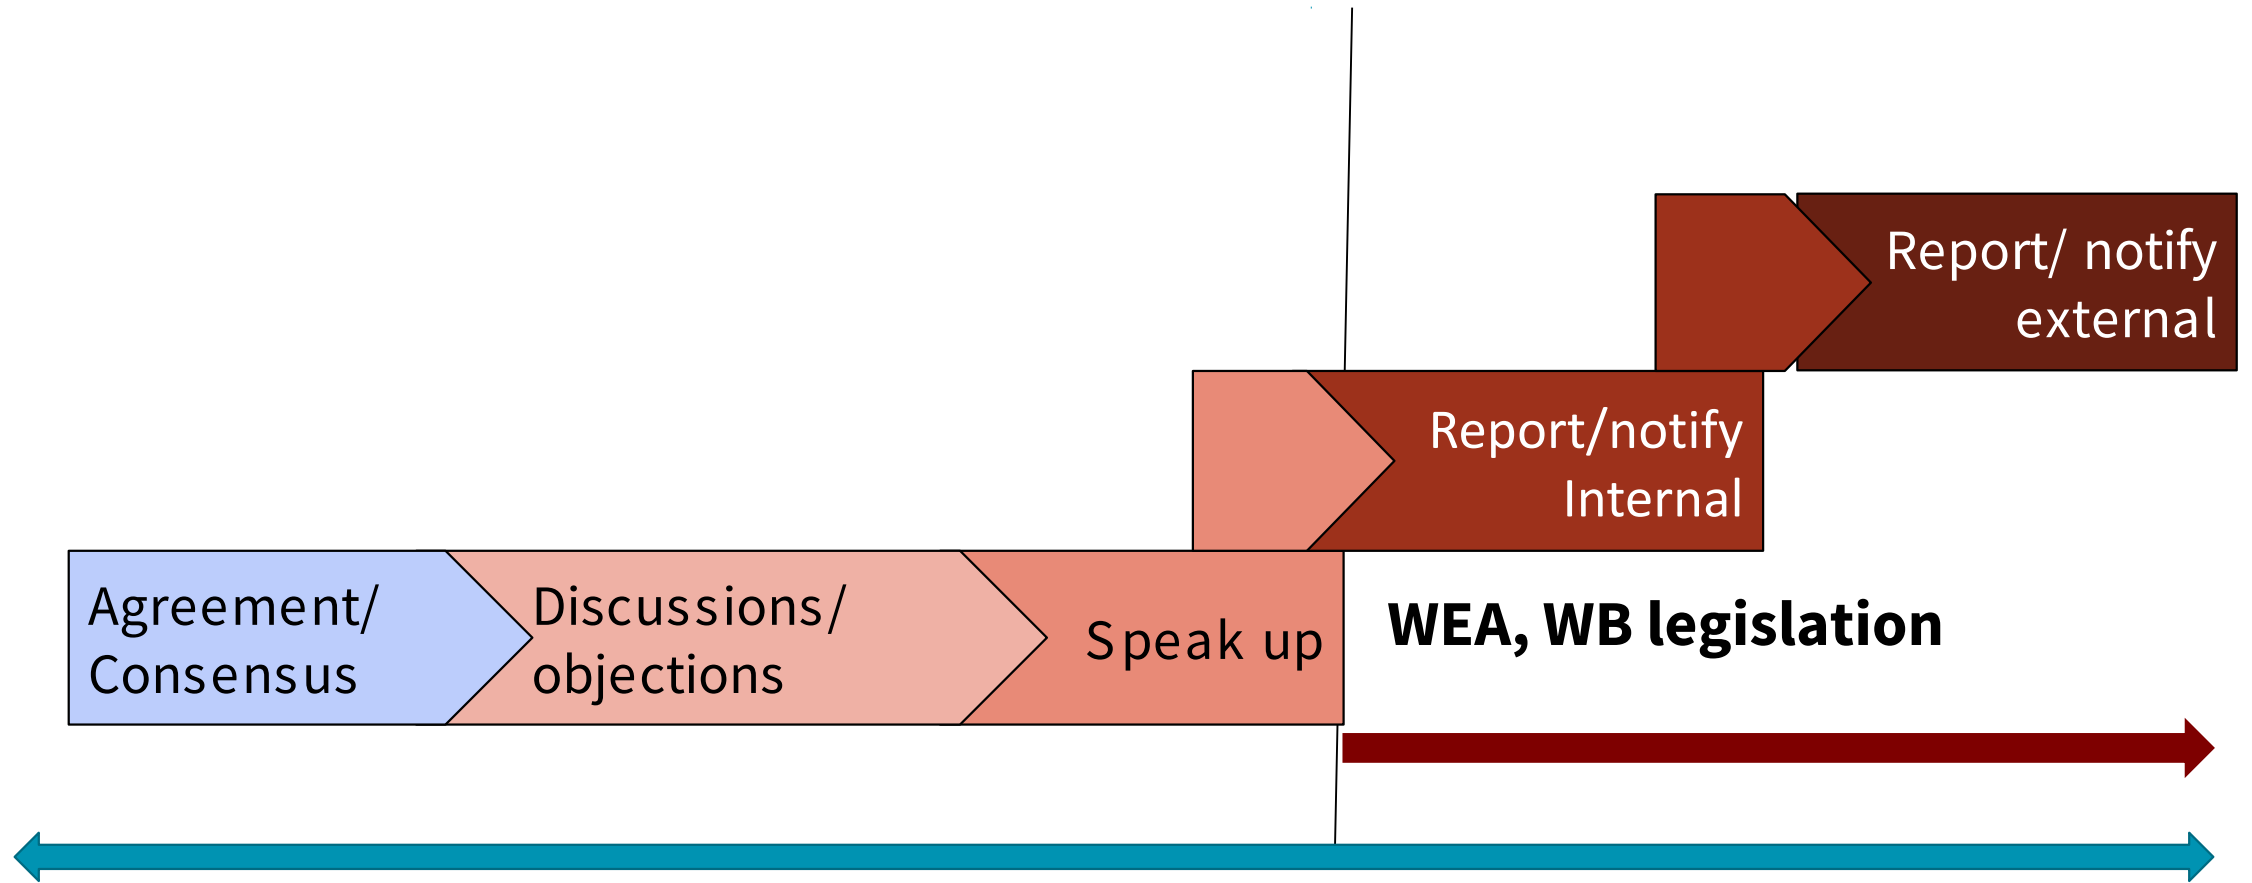 Agreement/
Consensus
Discussions/
objections
Speak up
Report/notify
Internal
Report/ notify
external
WEA, WB legislation